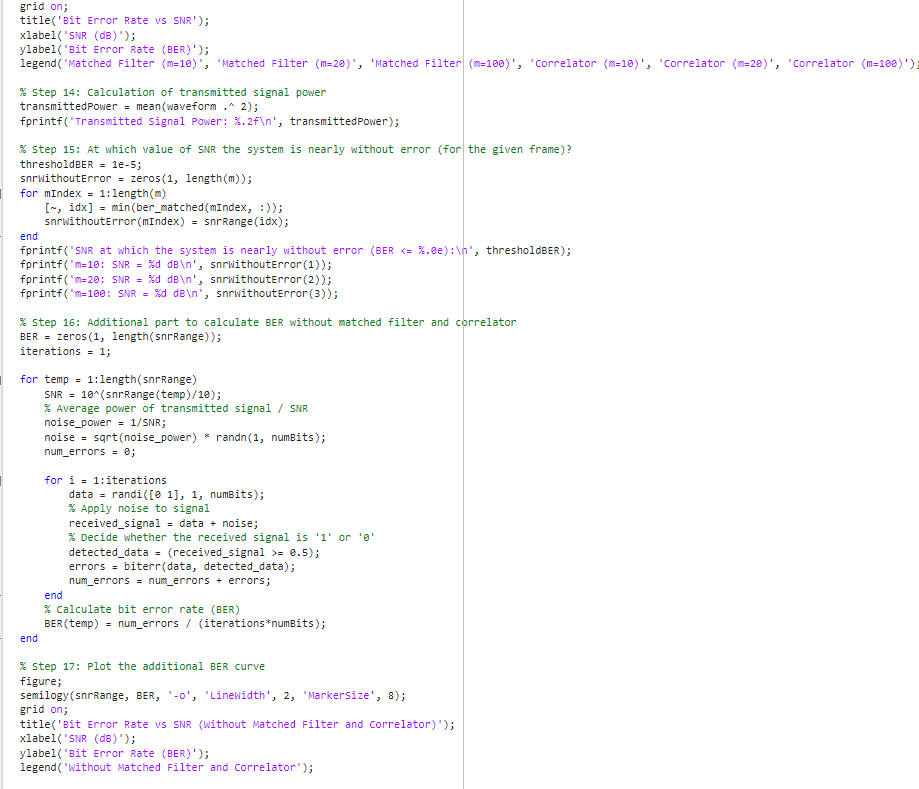 grid on;
title('Bit Error Rate vs SNR');
xlabel('SNR (dB)');
ylabel('Bit Error Rate (BER)');
legend('Matched Filter (m=10)', 'Matched Filter (m=20)', 'Matched Filter (m=100)', 'Correlator (m=10)', 'Correlator (m=20)', 'Correlator (m=100)');
% Step 14: Calculation of transmitted signal power
transmittedPower = mean(waveform .^ 2);
fprintf('Transmitted Signal Power: %.2f\n', transmittedPower);
% Step 15: At which value of SNR the system is nearly without error (for the given frame)?
thresholdBER = 1e-5;
snrWithoutError = zeros(1, length(m));
for mIndex = 1:length(m)
    [~, idx] = min(ber_matched(mIndex, :));
    snrWithoutError(mIndex) = snrRange(idx);
end
fprintf('SNR at which the system is nearly without error (BER <= %.0e):\n', thresholdBER);
fprintf('m=10: SNR = %d dB\n', snrWithoutError(1));
fprintf('m=20: SNR = %d dB\n', snrWithoutError(2));
fprintf('m=100: SNR = %d dB\n', snrWithoutError(3));
% Step 16: Additional part to calculate BER without matched filter and correlator
BER = zeros(1, length(snrRange));
iterations = 1;
for temp = 1:length(snrRange)
    SNR = 10^(snrRange(temp)/10);
    % Average power of transmitted signal / SNR
    noise_power = 1/SNR;
    noise = sqrt(noise_power) * randn(1, numBits);
    num_errors = 0;
    for i = 1:iterations
        data = randi([0 1], 1, numBits);
        % Apply noise to signal
        received_signal = data + noise;
        % Decide whether the received signal is '1' or '0'
        detected_data = (received_signal >= 0.5);
        errors = biterr(data, detected_data);
        num_errors = num_errors + errors;
    end
    % Calculate bit error rate (BER)
    BER(temp) = num_errors / (iterations*numBits);
end
% Step 17: Plot the additional BER curve
figure;
semilogy(snrRange, BER, '-o', 'LineWidth', 2, 'MarkerSize', 8);
grid on;
title('Bit Error Rate vs SNR (Without Matched Filter and Correlator)');
xlabel('SNR (dB)');
ylabel('Bit Error Rate (BER)');
legend('Without Matched Filter and Correlator');